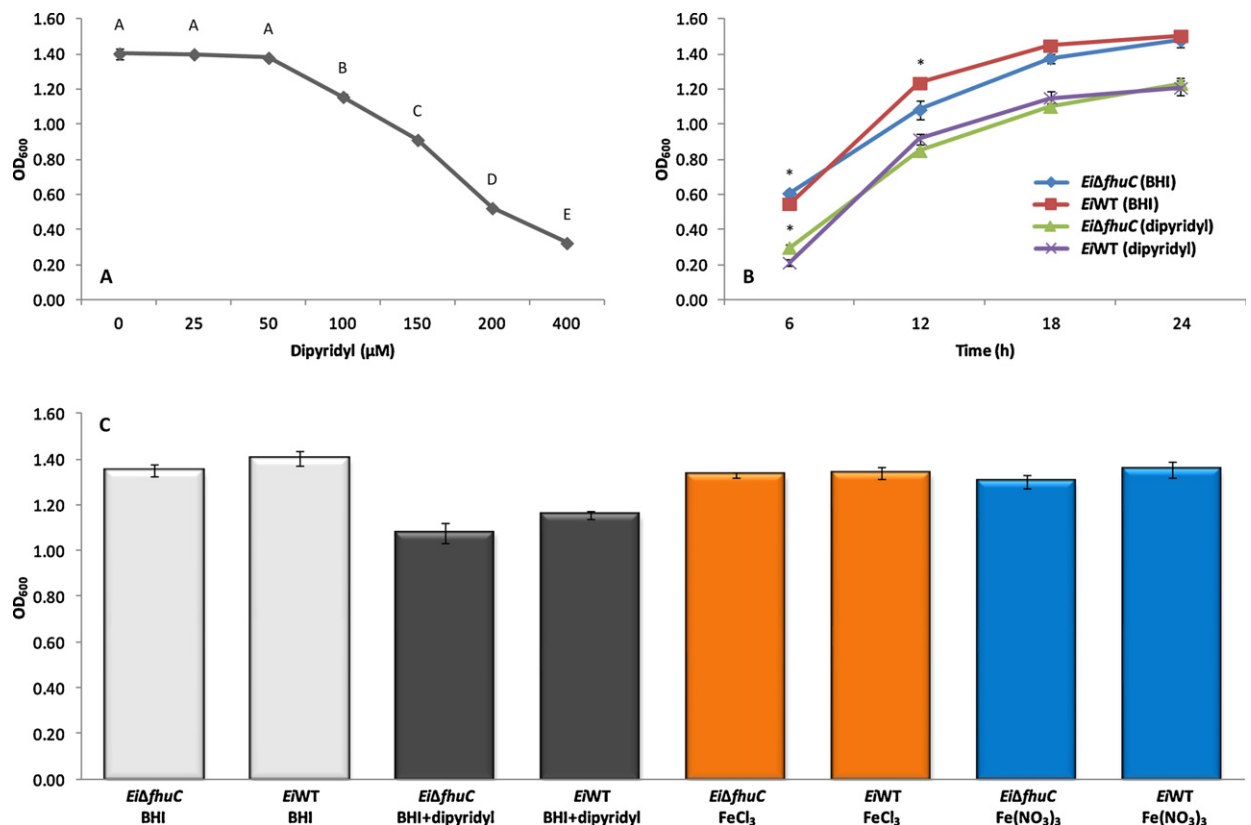 1.60
1.40
1.20
1.00
0.80
0.60
0.40
0.20
0.00
OD600
A A A B C D E
A
0 25 50 100 150 200 400
Dipyridyl (µM)
1.60
1.40
1.20
1.00
0.80
0.60
0.40
0.20
0.00
OD600
*
*
*
EiΔfhuC (BHI)
EiWT (BHI)
EiΔfhuC (dipyridyl)
EiWT (dipyridyl)
B
6 12 18 24
Time (h)
1.60
1.40
1.20
1.00
0.80
0.60
0.40
0.20
0.00
OD600
C
EiΔfhuC EiWT EiΔfhuC EiWT EiΔfhuC EiWT EiΔfhuC EiWT
BHI BHI BHI+dipyridyl BHI+dipyridyl FeCl3 FeCl3 Fe(NO3)3 Fe(NO3)3